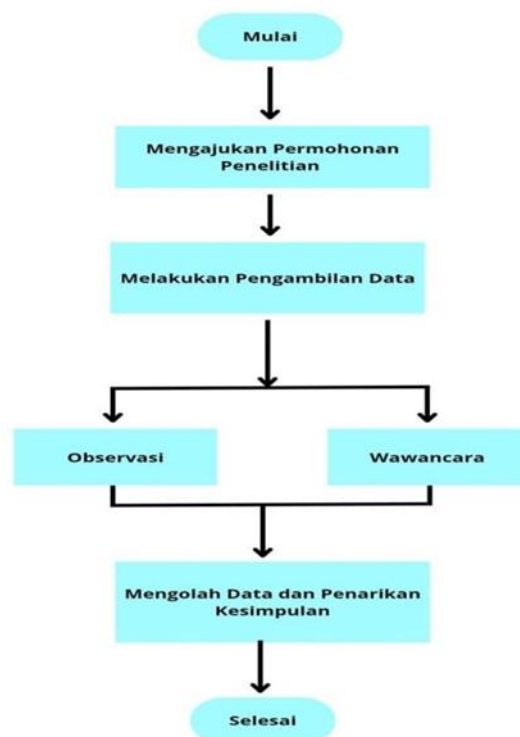 Mulai
Mengajukan Permohonan
Penelitian
Melakukan Pengambilan Data
Observasi
Wawancara
Mengolah Data dan Penarikan
Kesimpulan
Selesai